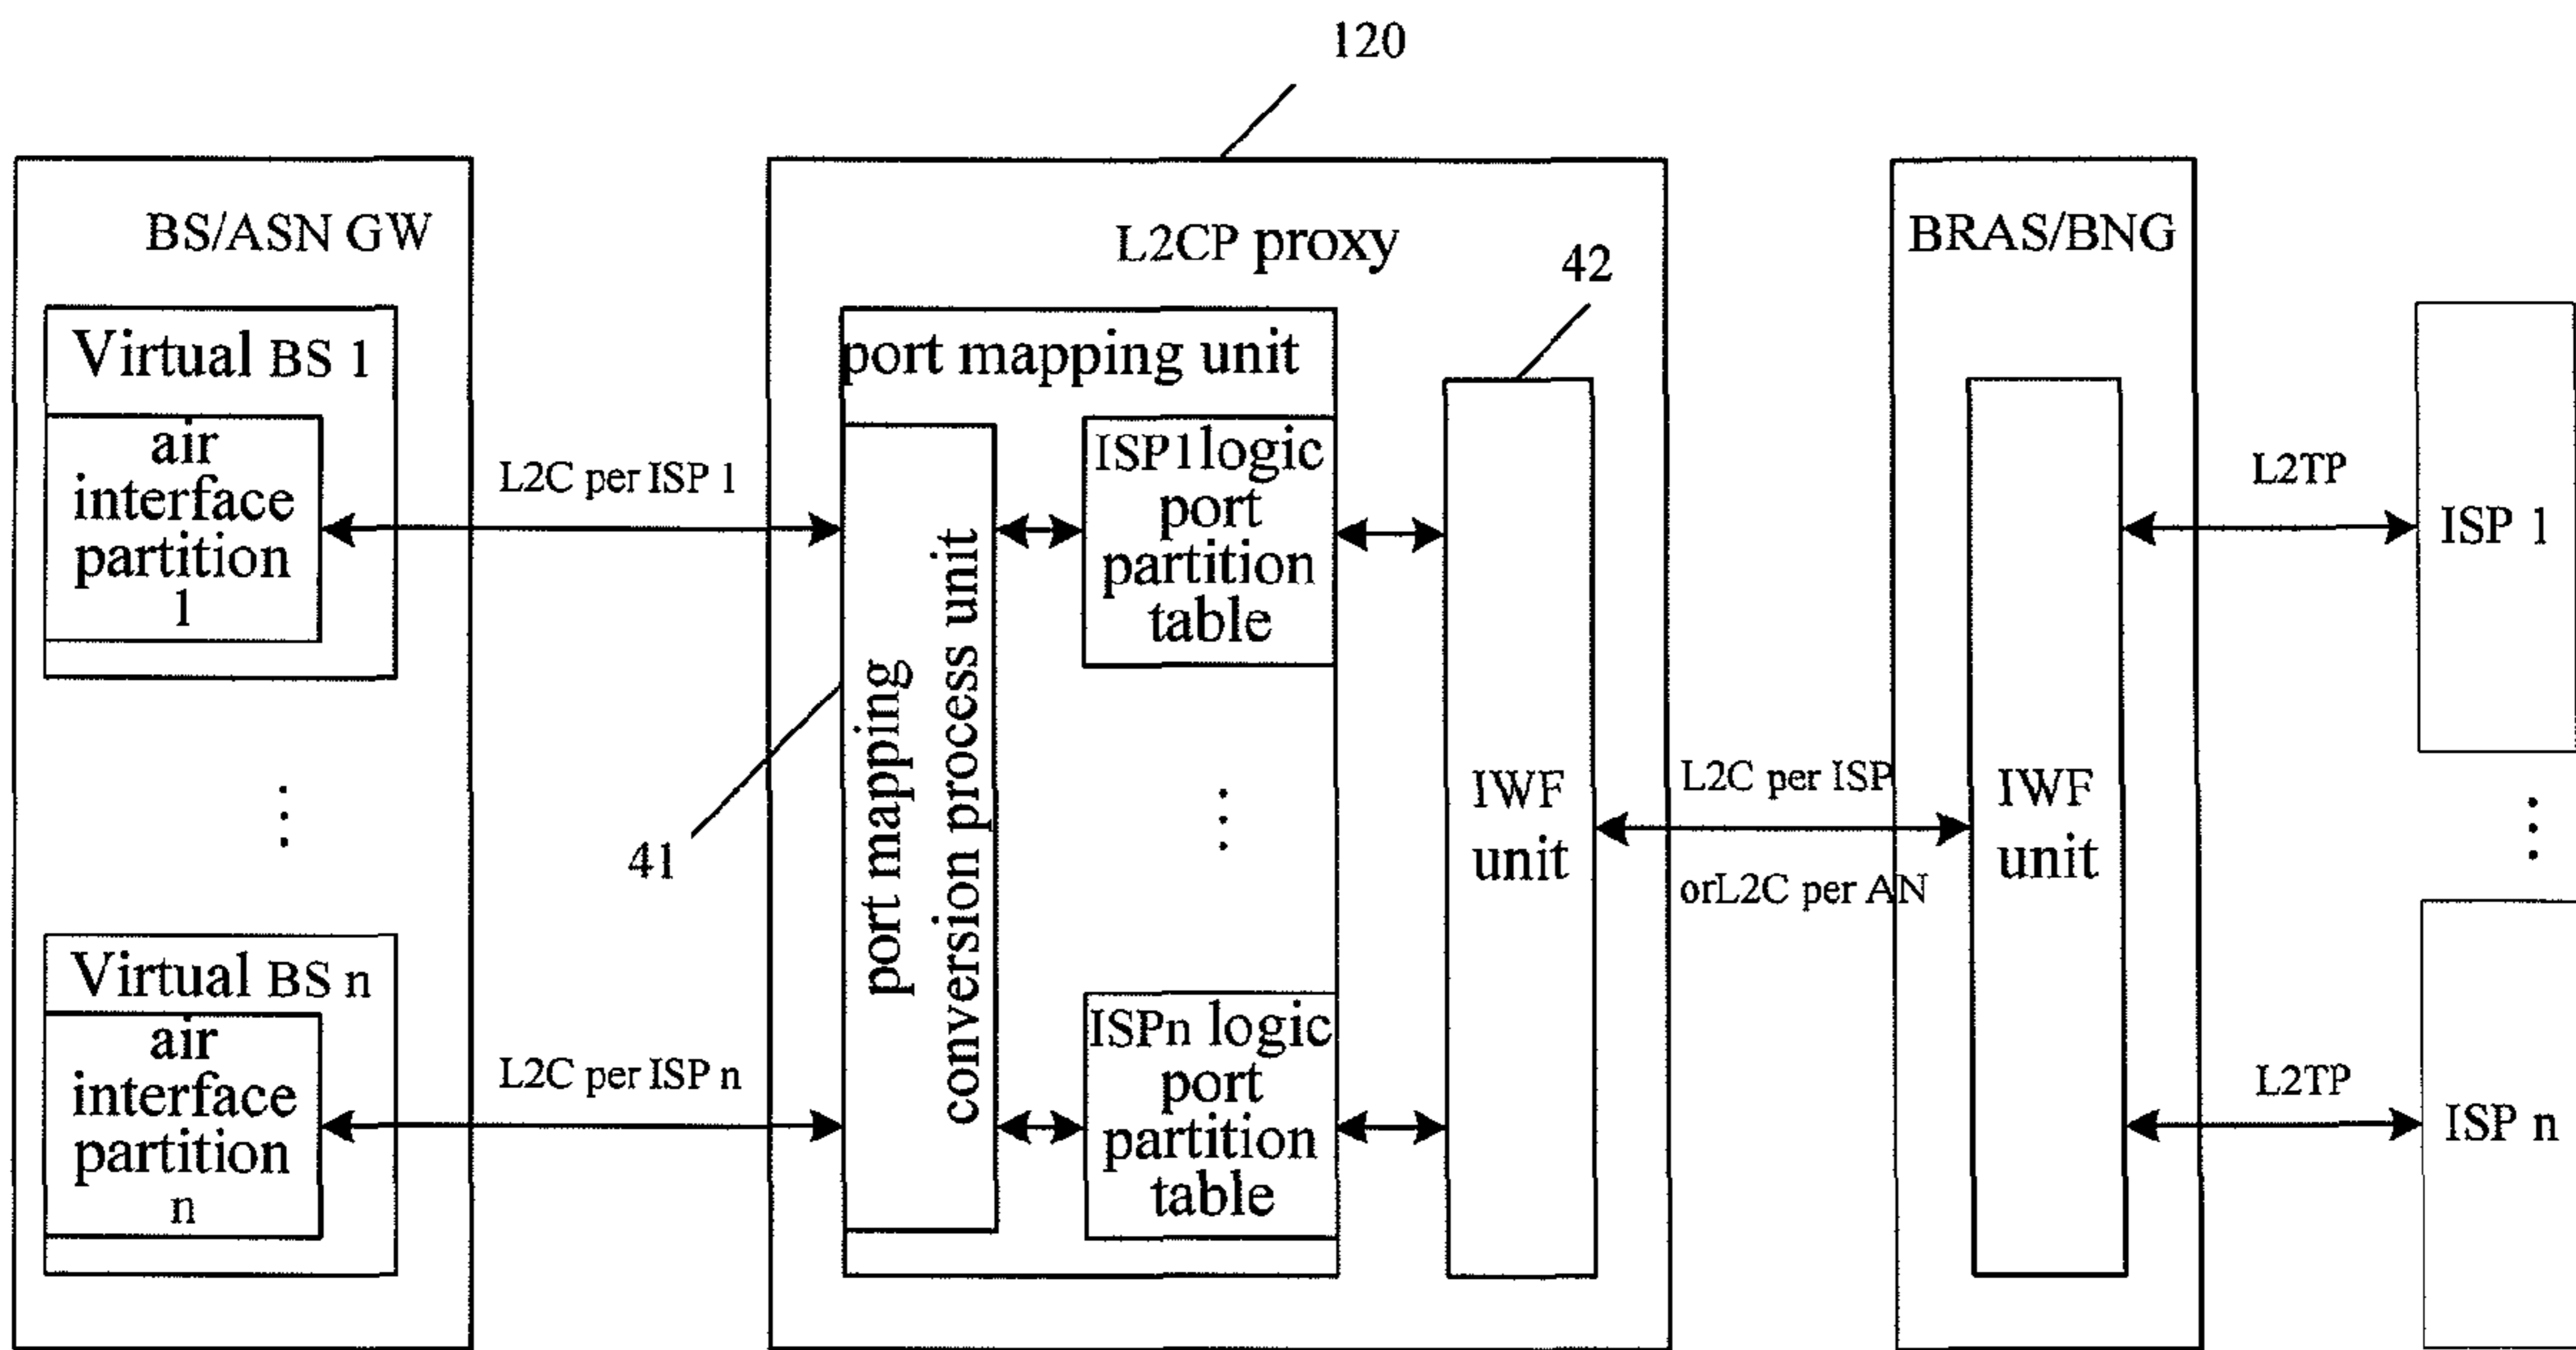 120
BS/ASN GW
Virtual BS 1
air
interface
partition
1
L2C per ISP 1
Virtual BS n
air
interface
partition
n
L2C per ISP n
L2CP proxy
port mapping unit
41
port mapping
conversion process unit
ISP1logic
port
partition
table
ISPn logic
port
partition
table
42
IWF
unit
L2C per ISP
orL2C per AN
BRAS/BNG
IWF
unit
L2TP
ISP 1
L2TP
ISP n